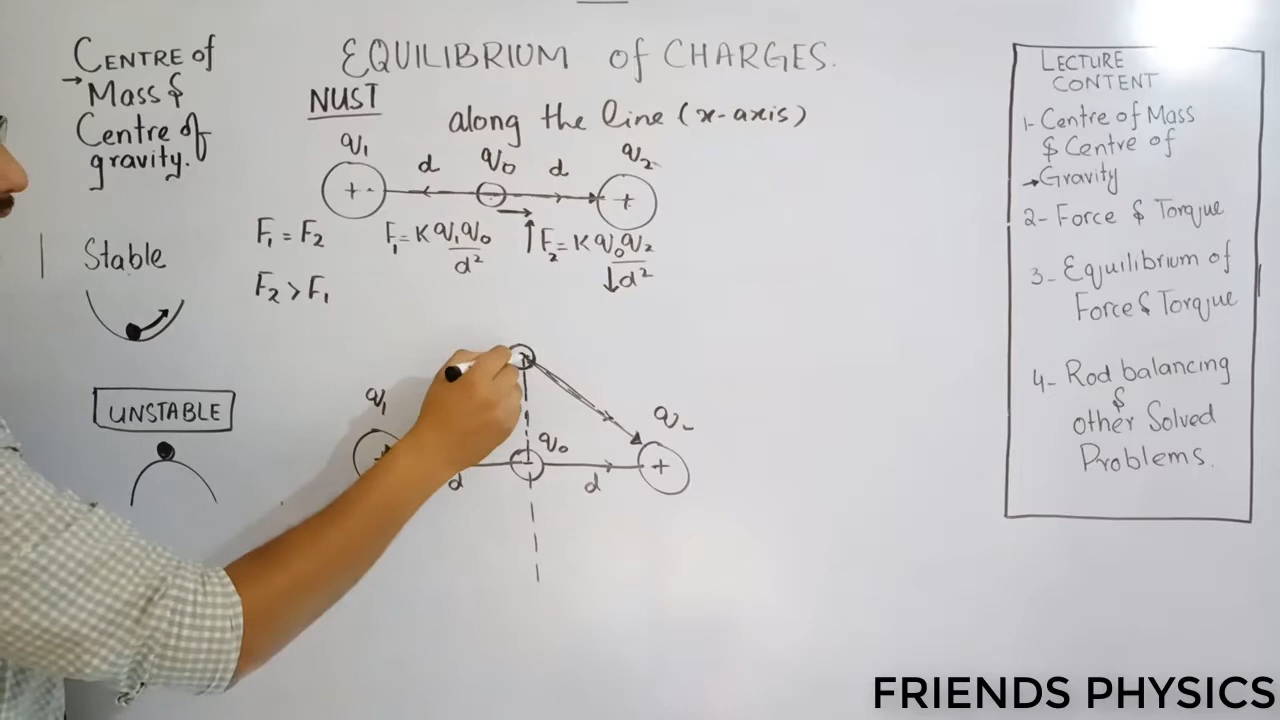 CENTRE of
→ Mass &
Centre of
gravity.
EQUILIBRIUM of CHARGES.
NUST
along the line (x-axis)
q₁ d q₀ d q₂
+ - +
F₁ = F₂
F₁ = K q₁q₀/d²
F₂ = K q₀q₂/d²
F₂ > F₁
Stable
UNSTABLE
q₁ q₀ q₂
+ - +
d d
LECTURE
CONTENT
1- Centre of Mass
& Centre of
→ Gravity
2- Force & Torque
3- Equilibrium of
Force & Torque
4- Rod balancing
&
other Solved
Problems.
FRIENDS PHYSICS